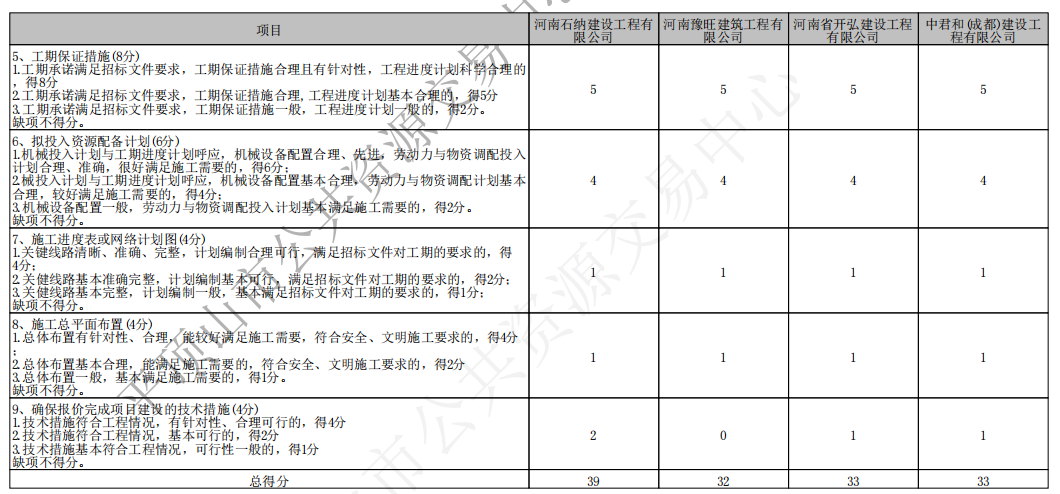 项目
河南石纳建设工程有
限公司
河南豫旺建筑工程有
限公司
河南省开弘建设工程
有限公司
中君和(成都)建设工
程有限公司
5、工期保证措施(8分)
1.工期承诺满足招标文件要求，工期保证措施合理且有针对性，工程进度计划科学合理的
，得8分
2.工期承诺满足招标文件要求，工期保证措施合理,工程进度计划基本合理的，得5分
3.工期承诺满足招标文件要求，工期保证措施一般，工程进度计划一般的，得2分。
缺项不得分。
5
5
5
5
6、拟投入资源配备计划(6分)
1.机械投入计划与工期进度计划呼应，机械设备配置合理、先进，劳动力与物资调配投入
计划合理、准确，很好满足施工需要的，得6分；
2.械投入计划与工期进度计划呼应，机械设备配置基本合理，劳动力与物资调配计划基本
合理，较好满足施工需要的，得4分；
3.机械设备配置一般，劳动力与物资调配投入计划基本满足施工需要的，得2分。
缺项不得分。
4
4
4
4
7、施工进度表或网络计划图(4分)
1.关键线路清晰、准确、完整，计划编制合理可行，满足招标文件对工期的要求的，得
4分；
2.关健线路基本准确完整，计划编制基本可行，满足招标文件对工期的要求的，得2分；
3.关健线路基本完整，计划编制一般，基本满足招标文件对工期的要求的，得1分；
缺项不得分。
1
1
1
1
8、施工总平面布置(4分)
1.总体布置有针对性、合理，能较好满足施工需要，符合安全、文明施工要求的，得4分
；
2.总体布置基本合理，能满足施工需要的，符合安全、文明施工要求的，得2分
3.总体布置一般，基本满足施工需要的，得1分。
缺项不得分。
1
1
1
1
9、确保报价完成项目建设的技术措施(4分)
1.技术措施符合工程情况，有针对性、合理可行的，得4分
2.技术措施符合工程情况，基本可行的，得2分
3.技术措施基本符合工程情况，可行性一般的，得1分
缺项不得分。
2
0
1
1
总得分
39
32
33
33
平顶山市公共资源交易中
市公共资源交易中心